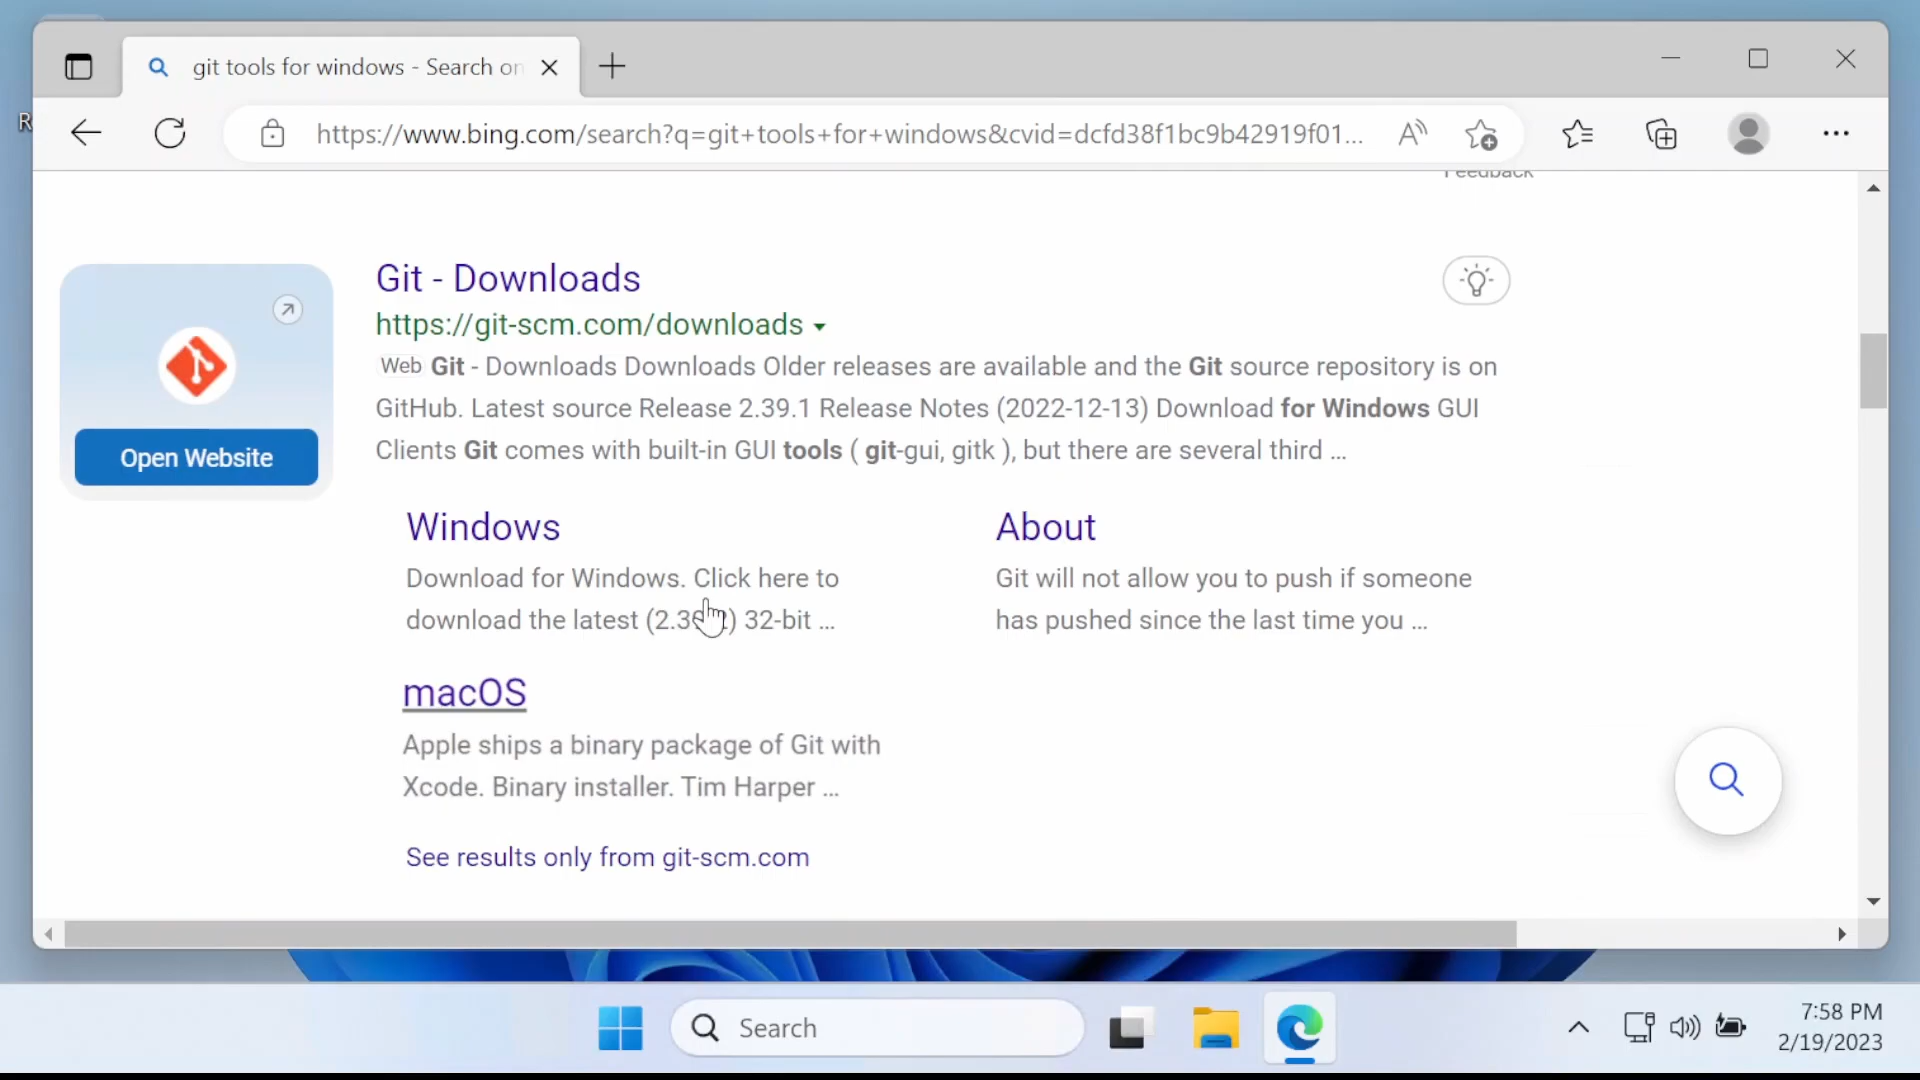 R
git tools for windows - Search on
https://www.bing.com/search?q=git+tools+for+windows&cvid=dcfd38f1bc9b42919f01...
Feedback
Git - Downloads
https://git-scm.com/downloads
Web Git - Downloads Downloads Older releases are available and the Git source repository is on
GitHub. Latest source Release 2.39.1 Release Notes (2022-12-13) Download for Windows GUI
Clients Git comes with built-in GUI tools ( git-gui, gitk ), but there are several third ...
Open Website
Windows
Download for Windows. Click here to
download the latest 32-bit ...
About
Git will not allow you to push if someone
has pushed since the last time you ...
macOS
Apple ships a binary package of Git with
Xcode. Binary installer. Tim Harper ...
See results only from git-scm.com
Search
7:58 PM
2/19/2023